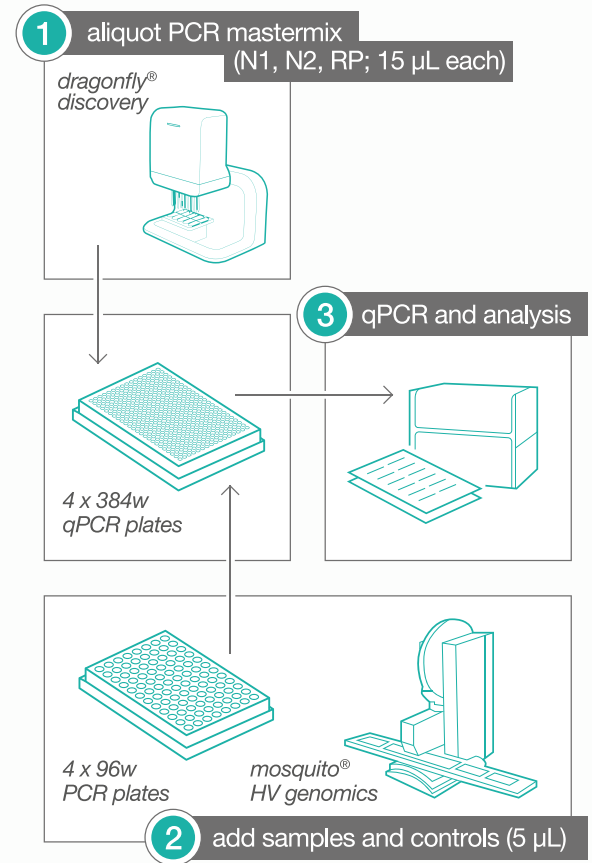 1 aliquot PCR mastermix
(N1, N2, RP; 15 µL each)
dragonfly®
discovery
3 qPCR and analysis
4 x 384w
qPCR plates
4 x 96w
PCR plates
mosquito®
HV genomics
2 add samples and controls (5 µL)